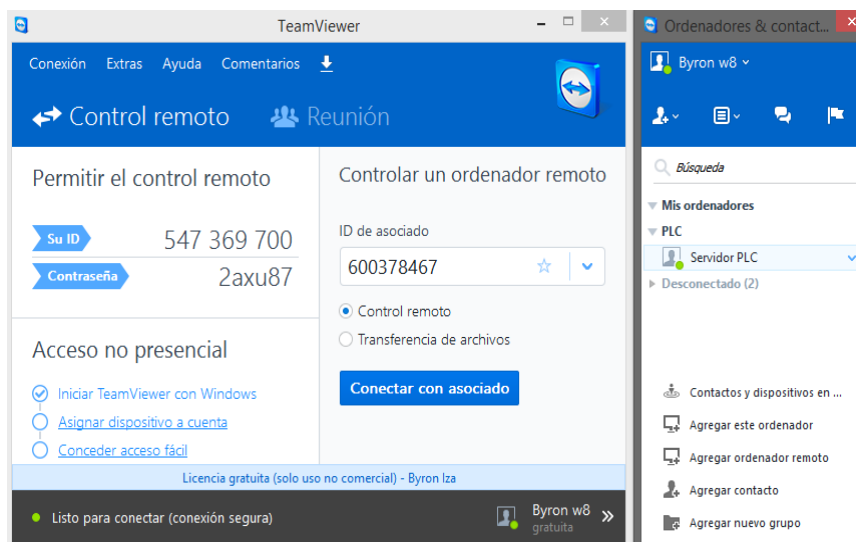 TeamViewer
Conexión Extras Ayuda Comentarios
Control remoto Reunión
Permitir el control remoto
Su ID 547 369 700
Contraseña 2axu87
Acceso no presencial
Iniciar TeamViewer con Windows
Asignar dispositivo a cuenta
Conceder acceso fácil
Controlar un ordenador remoto
ID de asociado
600378467
Control remoto
Transferencia de archivos
Conectar con asociado
Licencia gratuita (solo uso no comercial) - Byron Iza
Listo para conectar (conexión segura)
Byron w8
gratuita
Ordenadores & contact...
Byron w8
Búsqueda
Mis ordenadores
PLC
Servidor PLC
Desconectado (2)
Contactos y dispositivos en ...
Agregar este ordenador
Agregar ordenador remoto
Agregar contacto
Agregar nuevo grupo